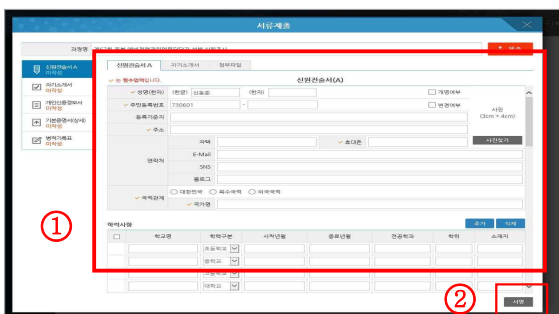 서류제출
과정명
제출
신원진술서A
미작성
자기소개서
미작성
개인신용정보서
미작성
기본증명서(상세)
미작성
병적기록표
미작성
신원진술서A 자기소개서 첨부파일
는 필수입력입니다.
신원진술서(A)
성명(한자) (한글) (한자) 개명여부
주민등록번호 730601 - 변경여부
사진
(3cm * 4cm)
등록기준지
주소
사진찾기
연락처
자택 휴대폰
E-Mail
SNS
블로그
국적관계
대한민국 복수국적 외국국적
국가명
①
학력사항 추가 삭제
학교명 학력구분 시작년월 종료년월 전공학과 학위 소재지
초등학교
중학교
고등학교
대학교
②
서명